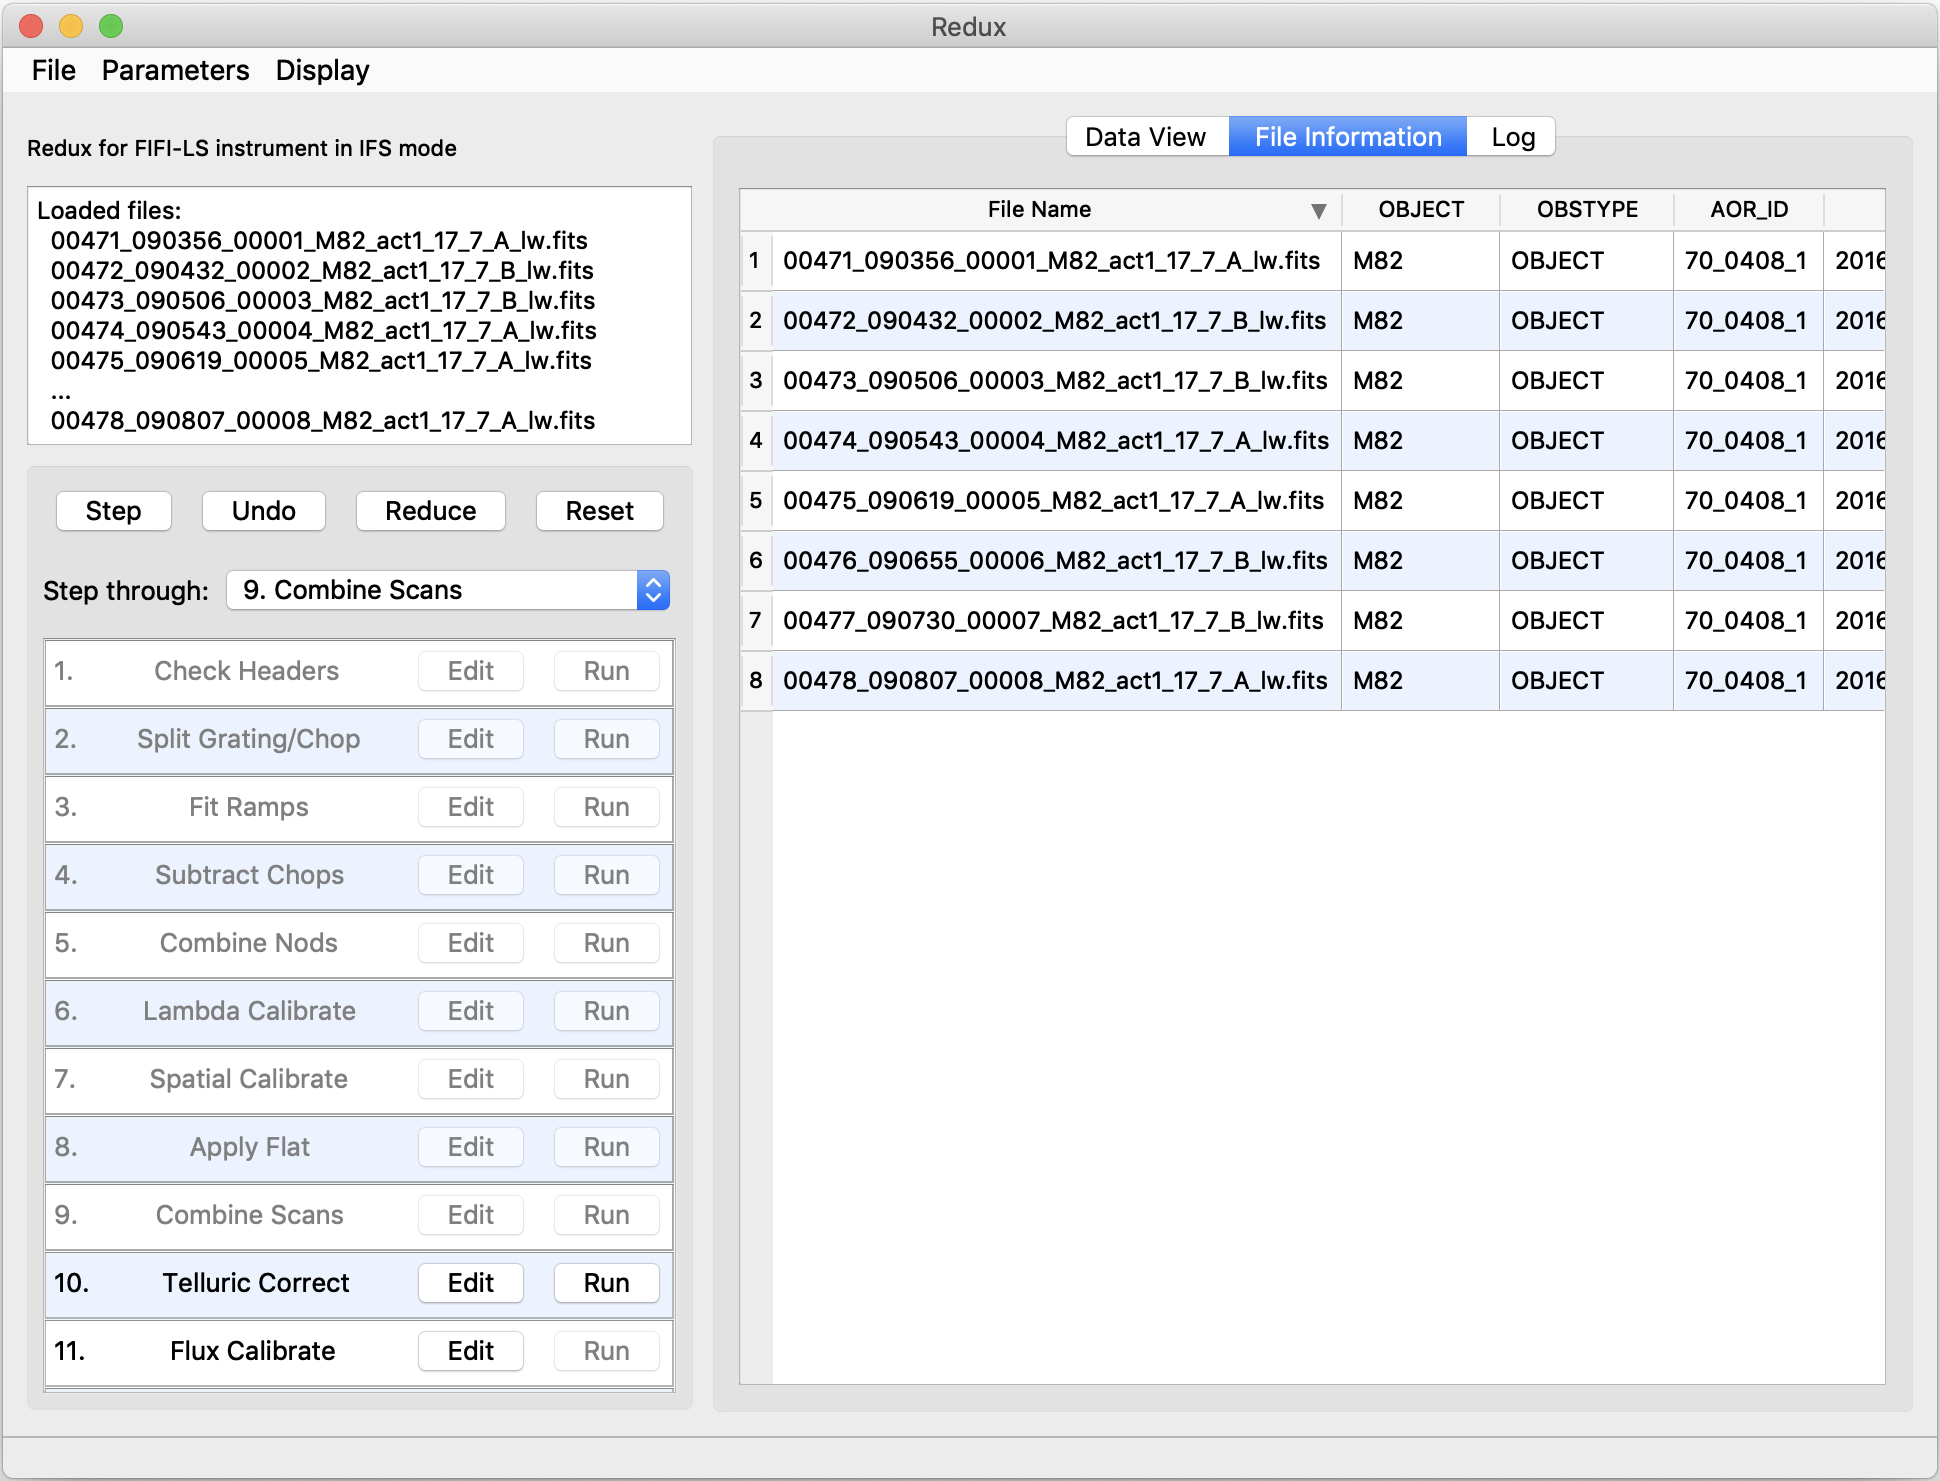 Redux
File Parameters Display
Redux for FIFI-LS instrument in IFS mode
Loaded files:
00471_090356_00001_M82_act1_17_7_A_lw.fits
00472_090432_00002_M82_act1_17_7_B_lw.fits
00473_090506_00003_M82_act1_17_7_B_lw.fits
00474_090543_00004_M82_act1_17_7_A_lw.fits
00475_090619_00005_M82_act1_17_7_A_lw.fits
...
00478_090807_00008_M82_act1_17_7_A_lw.fits
Step Undo Reduce Reset
Step through: 9. Combine Scans
1. Check Headers Edit Run
2. Split Grating/Chop Edit Run
3. Fit Ramps Edit Run
4. Subtract Chops Edit Run
5. Combine Nods Edit Run
6. Lambda Calibrate Edit Run
7. Spatial Calibrate Edit Run
8. Apply Flat Edit Run
9. Combine Scans Edit Run
10. Telluric Correct Edit Run
11. Flux Calibrate Edit Run
Data View File Information Log
File Name OBJECT OBSTYPE AOR_ID
1 00471_090356_00001_M82_act1_17_7_A_lw.fits M82 OBJECT 70_0408_1 2016
2 00472_090432_00002_M82_act1_17_7_B_lw.fits M82 OBJECT 70_0408_1 2016
3 00473_090506_00003_M82_act1_17_7_B_lw.fits M82 OBJECT 70_0408_1 2016
4 00474_090543_00004_M82_act1_17_7_A_lw.fits M82 OBJECT 70_0408_1 2016
5 00475_090619_00005_M82_act1_17_7_A_lw.fits M82 OBJECT 70_0408_1 2016
6 00476_090655_00006_M82_act1_17_7_B_lw.fits M82 OBJECT 70_0408_1 2016
7 00477_090730_00007_M82_act1_17_7_B_lw.fits M82 OBJECT 70_0408_1 2016
8 00478_090807_00008_M82_act1_17_7_A_lw.fits M82 OBJECT 70_0408_1 2016